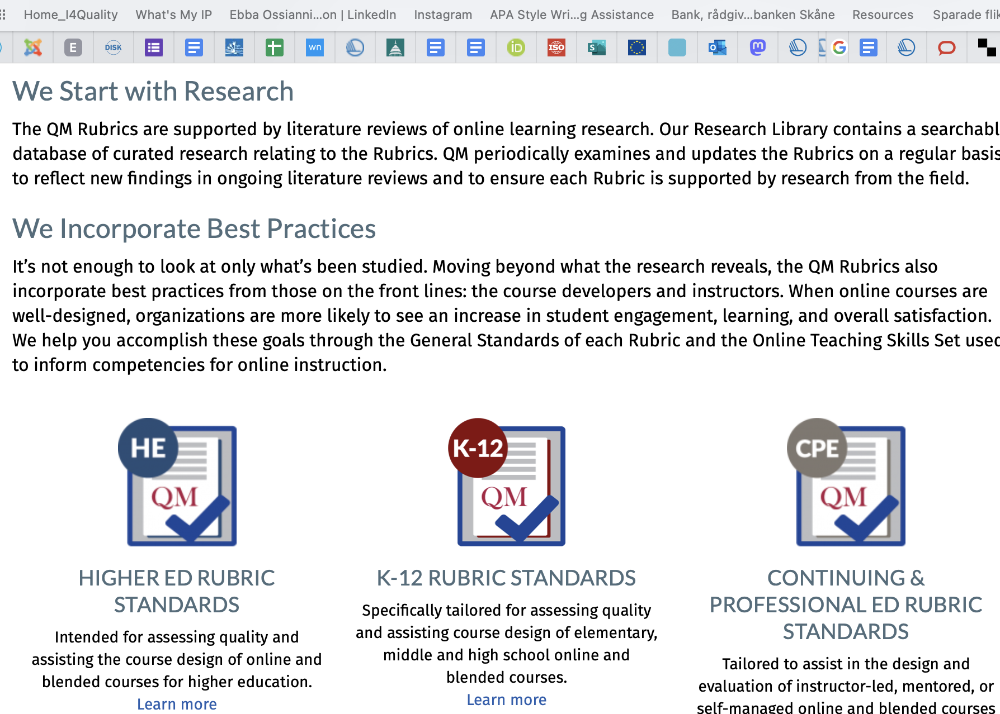 Home_I4Quality What's My IP Ebba Ossianni...on | LinkedIn Instagram APA Style Wri...g Assistance Bank, rådgiv...banken Skåne Resources Sparade flik
E DISK wn iD ISO S O
We Start with Research
The QM Rubrics are supported by literature reviews of online learning research. Our Research Library contains a searchabl
database of curated research relating to the Rubrics. QM periodically examines and updates the Rubrics on a regular basis
to reflect new findings in ongoing literature reviews and to ensure each Rubric is supported by research from the field.
We Incorporate Best Practices
It’s not enough to look at only what’s been studied. Moving beyond what the research reveals, the QM Rubrics also
incorporate best practices from those on the front lines: the course developers and instructors. When online courses are
well-designed, organizations are more likely to see an increase in student engagement, learning, and overall satisfaction.
We help you accomplish these goals through the General Standards of each Rubric and the Online Teaching Skills Set used
to inform competencies for online instruction.
HE
QM
HIGHER ED RUBRIC
STANDARDS
Intended for assessing quality and
assisting the course design of online and
blended courses for higher education.
Learn more
K-12
QM
K-12 RUBRIC STANDARDS
Specifically tailored for assessing quality
and assisting course design of elementary,
middle and high school online and
blended courses.
Learn more
CPE
QM
CONTINUING &
PROFESSIONAL ED RUBRIC
STANDARDS
Tailored to assist in the design and
evaluation of instructor-led, mentored, or
self-managed online and blended courses